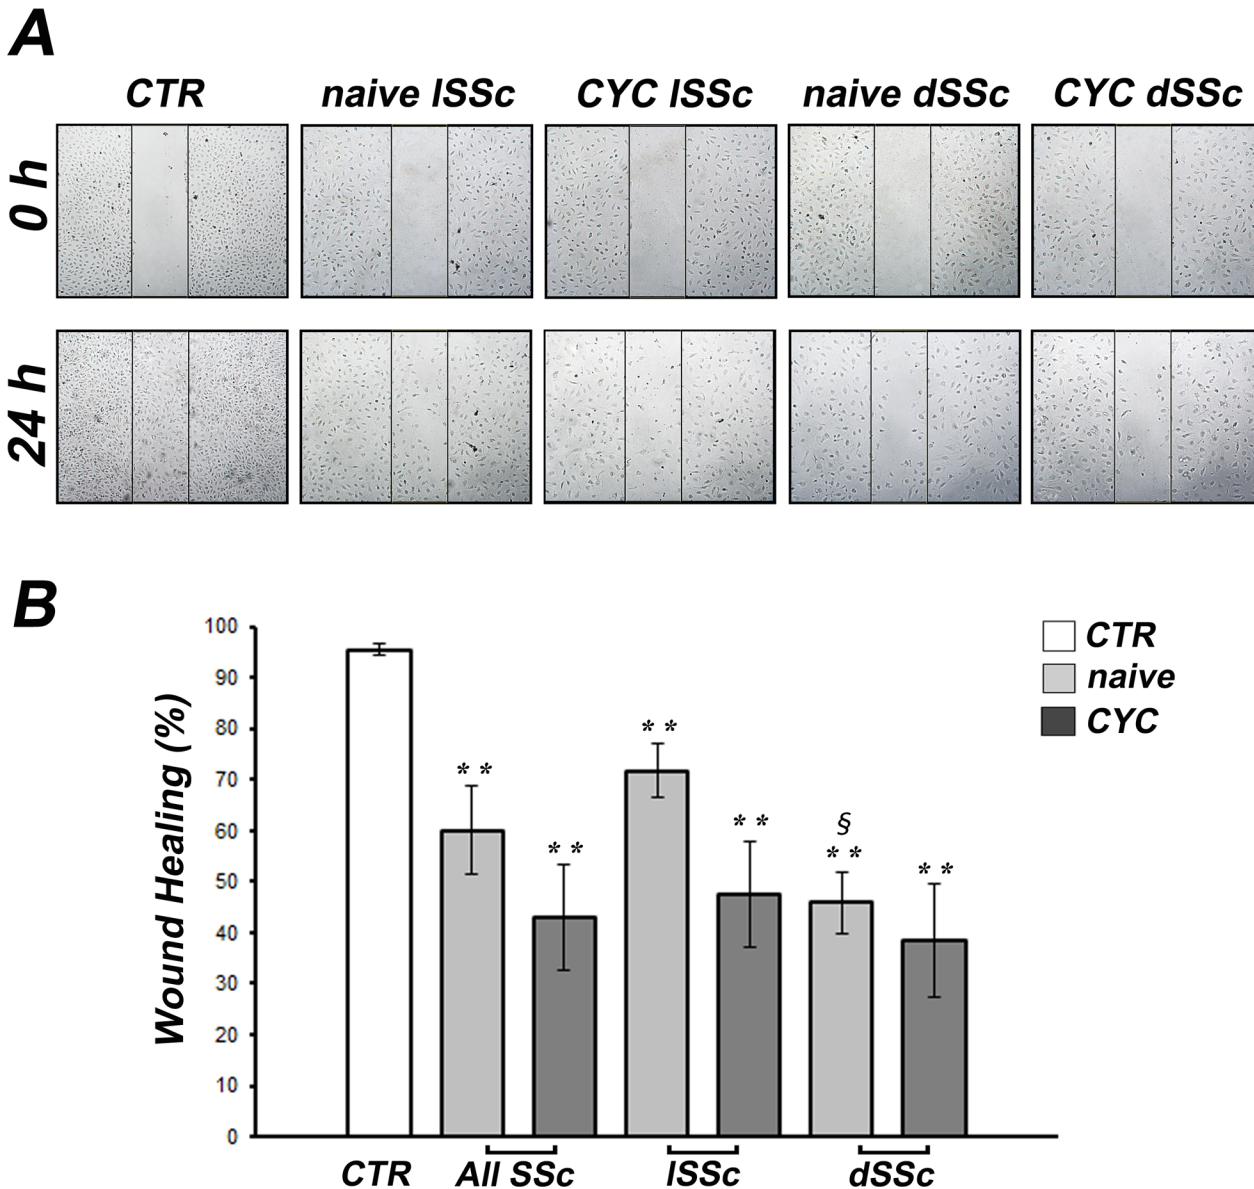 A
CTR naive lSSc CYC lSSc naive dSSc CYC dSSc
0 h
24 h
B
Wound Healing (%)
100
90
80
70
60
50
40
30
20
10
0
* *
* *
* *
* *
§
* *
* *
CTR
naive
CYC
CTR All SSc lSSc dSSc